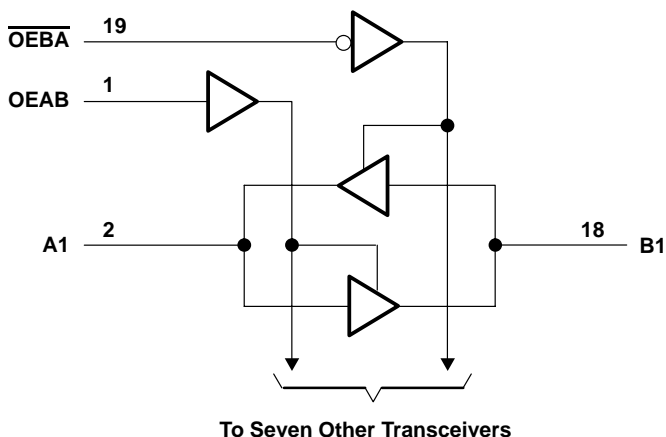 OEBA 19
OEAB 1
A1 2 18 B1
To Seven Other Transceivers